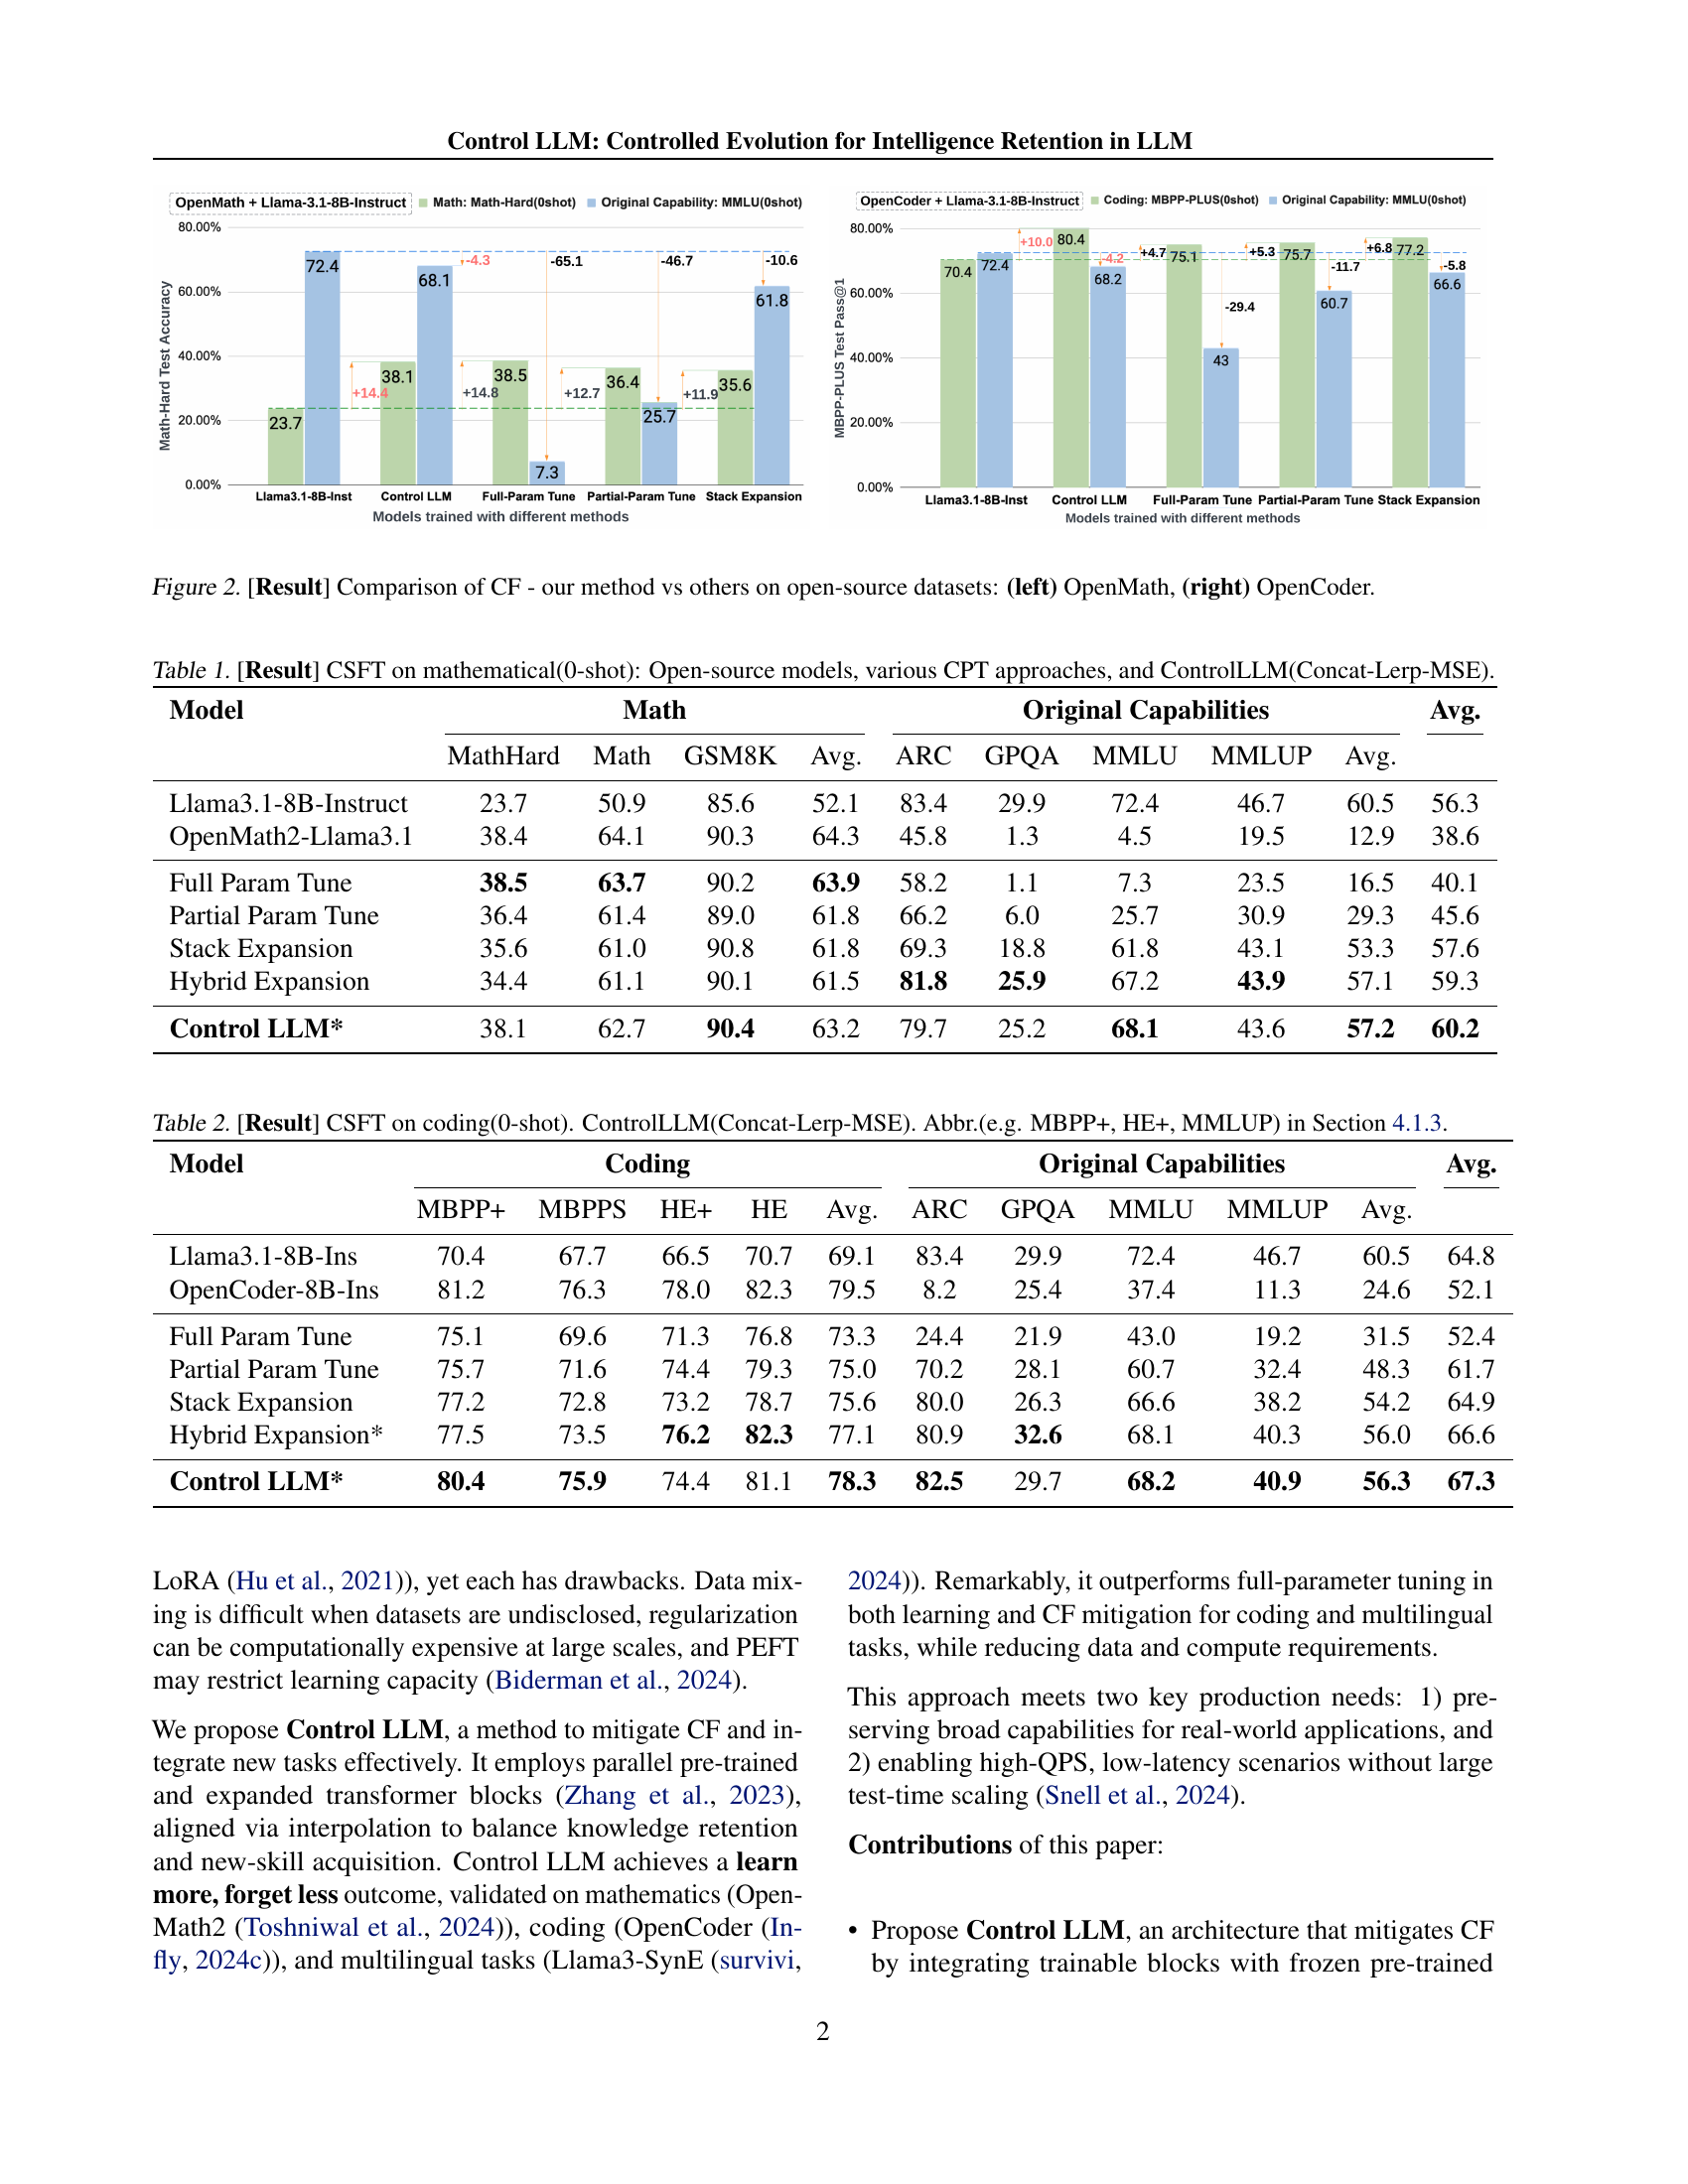 Control LLM: Controlled Evolution for Intelligence Retention in LLM
OpenMath + Llama-3.1-8B-Instruct Math: Math-Hard(0shot) Original Capability: MMLU(0shot)
Math-Hard Test Accuracy
80.00%
60.00%
40.00%
20.00%
0.00%
23.7 72.4
+14.4 38.1 -4.3 68.1
+14.8 38.5 -65.1 7.3
+12.7 36.4 -46.7 25.7
+11.9 35.6 -10.6 61.8
Llama3.1-8B-Inst Control LLM Full-Param Tune Partial-Param Tune Stack Expansion
Models trained with different methods
OpenCoder + Llama-3.1-8B-Instruct Coding: MBPP-PLUS(0shot) Original Capability: MMLU(0shot)
MBPP-PLUS Test Pass@1
80.00%
60.00%
40.00%
20.00%
0.00%
70.4 72.4
+10.0 80.4 -4.2 68.2
+4.7 75.1 -29.4 43
+5.3 75.7 -11.7 60.7
+6.8 77.2 -5.8 66.6
Llama3.1-8B-Inst Control LLM Full-Param Tune Partial-Param Tune Stack Expansion
Models trained with different methods
Figure 2. [Result] Comparison of CF - our method vs others on open-source datasets: (left) OpenMath, (right) OpenCoder.
Table 1. [Result] CSFT on mathematical(0-shot): Open-source models, various CPT approaches, and ControlLLM(Concat-Lerp-MSE).
Model Math Original Capabilities Avg.
MathHard Math GSM8K Avg. ARC GPQA MMLU MMLUP Avg.
Llama3.1-8B-Instruct 23.7 50.9 85.6 52.1 83.4 29.9 72.4 46.7 60.5 56.3
OpenMath2-Llama3.1 38.4 64.1 90.3 64.3 45.8 1.3 4.5 19.5 12.9 38.6
Full Param Tune 38.5 63.7 90.2 63.9 58.2 1.1 7.3 23.5 16.5 40.1
Partial Param Tune 36.4 61.4 89.0 61.8 66.2 6.0 25.7 30.9 29.3 45.6
Stack Expansion 35.6 61.0 90.8 61.8 69.3 18.8 61.8 43.1 53.3 57.6
Hybrid Expansion 34.4 61.1 90.1 61.5 81.8 25.9 67.2 43.9 57.1 59.3
Control LLM* 38.1 62.7 90.4 63.2 79.7 25.2 68.1 43.6 57.2 60.2
Table 2. [Result] CSFT on coding(0-shot). ControlLLM(Concat-Lerp-MSE). Abbr.(e.g. MBPP+, HE+, MMLUP) in Section 4.1.3.
Model Coding Original Capabilities Avg.
MBPP+ MBPPS HE+ HE Avg. ARC GPQA MMLU MMLUP Avg.
Llama3.1-8B-Ins 70.4 67.7 66.5 70.7 69.1 83.4 29.9 72.4 46.7 60.5 64.8
OpenCoder-8B-Ins 81.2 76.3 78.0 82.3 79.5 8.2 25.4 37.4 11.3 24.6 52.1
Full Param Tune 75.1 69.6 71.3 76.8 73.3 24.4 21.9 43.0 19.2 31.5 52.4
Partial Param Tune 75.7 71.6 74.4 79.3 75.0 70.2 28.1 60.7 32.4 48.3 61.7
Stack Expansion 77.2 72.8 73.2 78.7 75.6 80.0 26.3 66.6 38.2 54.2 64.9
Hybrid Expansion* 77.5 73.5 76.2 82.3 77.1 80.9 32.6 68.1 40.3 56.0 66.6
Control LLM* 80.4 75.9 74.4 81.1 78.3 82.5 29.7 68.2 40.9 56.3 67.3
LoRA (Hu et al., 2021)), yet each has drawbacks. Data mix-
ing is difficult when datasets are undisclosed, regularization
can be computationally expensive at large scales, and PEFT
may restrict learning capacity (Biderman et al., 2024).
We propose Control LLM, a method to mitigate CF and in-
tegrate new tasks effectively. It employs parallel pre-trained
and expanded transformer blocks (Zhang et al., 2023),
aligned via interpolation to balance knowledge retention
and new-skill acquisition. Control LLM achieves a learn
more, forget less outcome, validated on mathematics (Open-
Math2 (Toshniwal et al., 2024)), coding (OpenCoder (In-
fly, 2024c)), and multilingual tasks (Llama3-SynE (survivi,
2024)). Remarkably, it outperforms full-parameter tuning in
both learning and CF mitigation for coding and multilingual
tasks, while reducing data and compute requirements.
This approach meets two key production needs: 1) pre-
serving broad capabilities for real-world applications, and
2) enabling high-QPS, low-latency scenarios without large
test-time scaling (Snell et al., 2024).
Contributions of this paper:
• Propose Control LLM, an architecture that mitigates CF
by integrating trainable blocks with frozen pre-trained
2